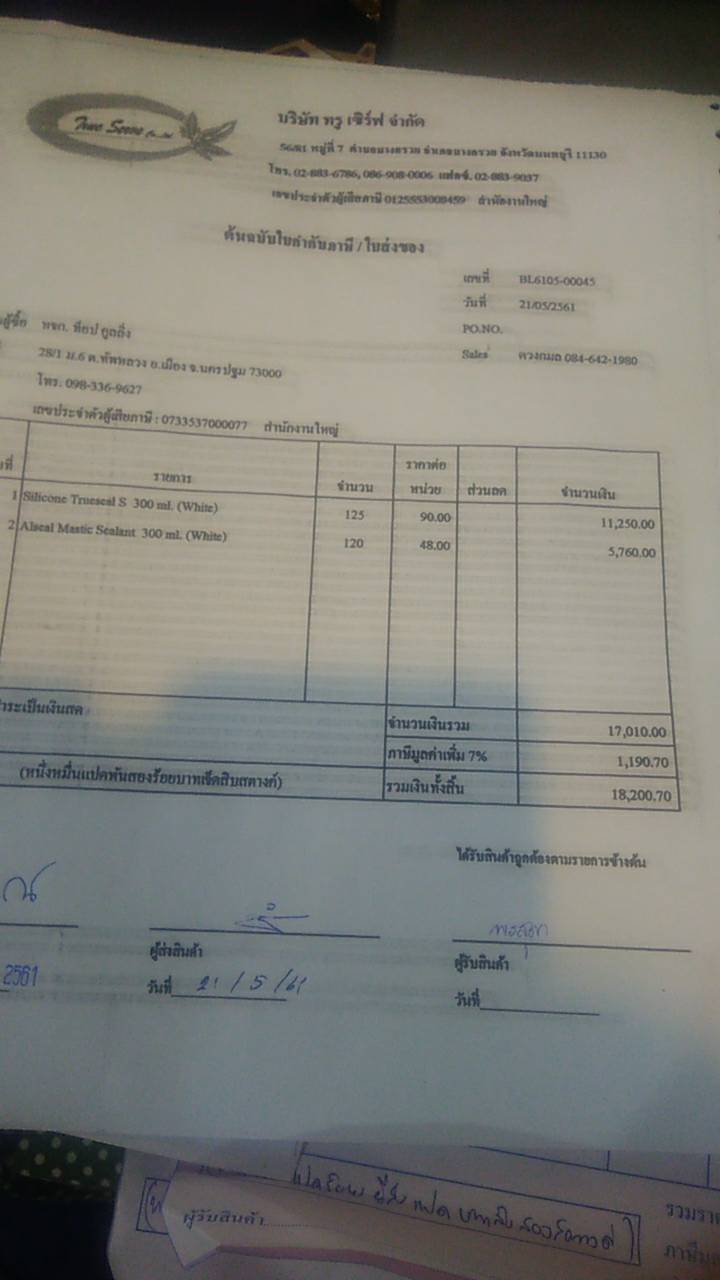 True Serve Co.,Ltd
บริษัท ทรู เซิร์ฟ จำกัด
56/81 หมู่ที่ 7 ตำบลบางกรวย อำเภอบางกรวย จังหวัดนนทบุรี 11130
โทร. 02-883-6786, 086-908-0006 แฟกซ์. 02-883-9037
เลขประจำตัวผู้เสียภาษี 0125553008459 สำนักงานใหญ่
ต้นฉบับใบกำกับภาษี / ใบส่งของ
เลขที่ BL6105-00045
วันที่ 21/05/2561
PO.NO.
Sales ดวงกมล 084-642-1980
ผู้ซื้อ หจก. ท็อป คูลลิ่ง
28/1 ม.6 ต.ทัพหลวง อ.เมือง จ.นครปฐม 73000
โทร. 098-336-9627
เลขประจำตัวผู้เสียภาษี : 0733537000077 สำนักงานใหญ่
ที่ รายการ จำนวน ราคาต่อหน่วย ส่วนลด จำนวนเงิน
1 Silicone Trueseal S 300 ml. (White) 125 90.00 11,250.00
2 Alseal Mastic Sealant 300 ml. (White) 120 48.00 5,760.00
ชำระเป็นเงินสด
จำนวนเงินรวม 17,010.00
ภาษีมูลค่าเพิ่ม 7% 1,190.70
(หนึ่งหมื่นแปดพันสองร้อยบาทเจ็ดสิบสตางค์) รวมเงินทั้งสิ้น 18,200.70
ได้รับสินค้าถูกต้องตามรายการข้างต้น
ผู้ส่งสินค้า
ผู้รับสินค้า
2561
วันที่ 21 / 5 / 61
วันที่
ผู้รับสินค้า
รวมรา
ภาษีม